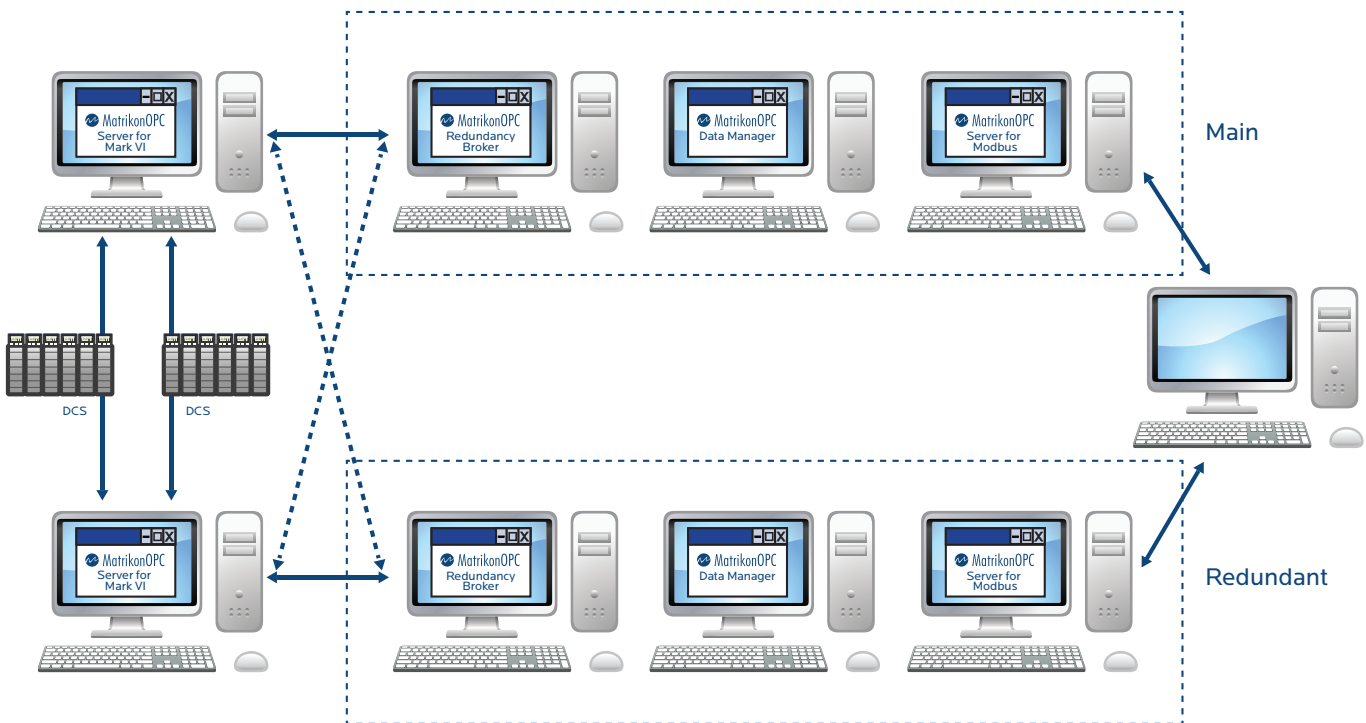 MatrikonOPC
Server for
Mark VI
MatrikonOPC
Redundancy
Broker
MatrikonOPC
Data Manager
MatrikonOPC
Server for
Modbus
Main
DCS
DCS
MatrikonOPC
Server for
Mark VI
MatrikonOPC
Redundancy
Broker
MatrikonOPC
Data Manager
MatrikonOPC
Server for
Modbus
Redundant